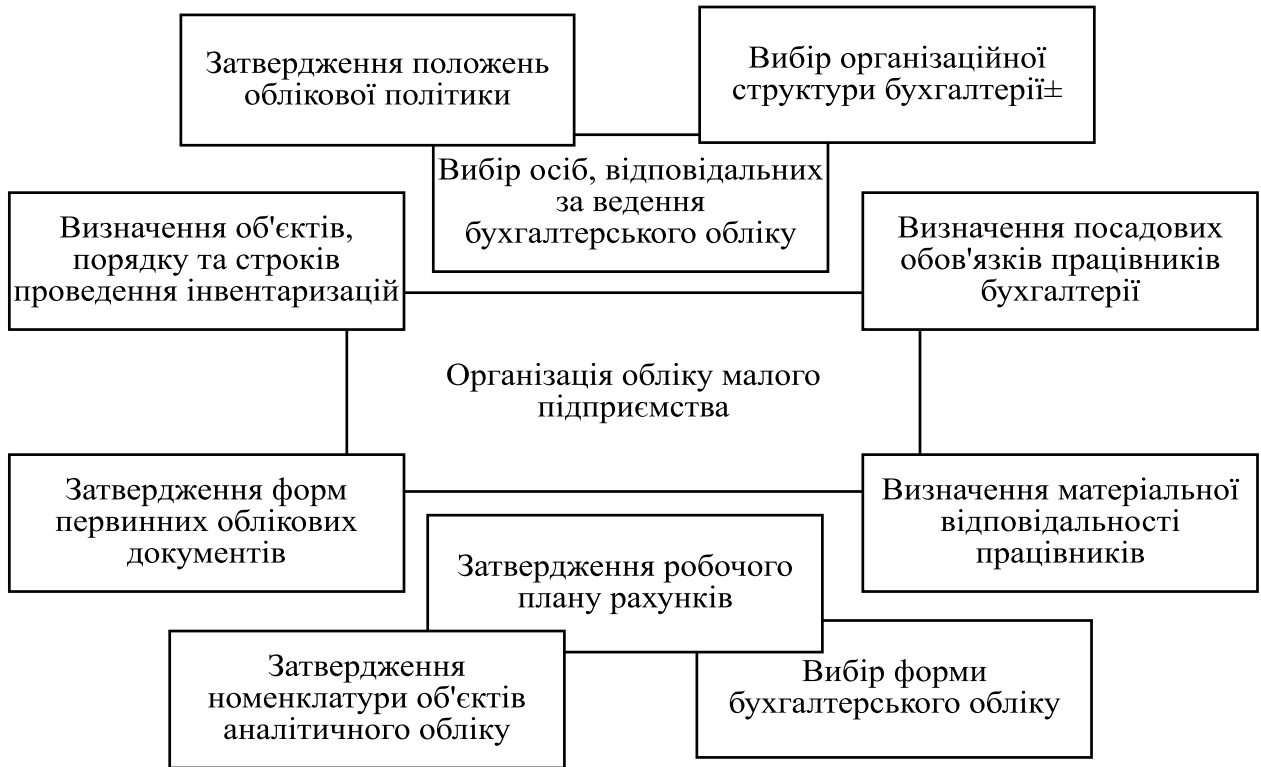 Затвердження положень
облікової політики
Вибір організаційної
структури бухгалтерії±
Вибір осіб, відповідальних
за ведення
бухгалтерського обліку
Визначення об'єктів,
порядку та строків
проведення інвентаризацій
Визначення посадових
обов'язків працівників
бухгалтерії
Організація обліку малого
підприємства
Затвердження форм
первинних облікових
документів
Визначення матеріальної
відповідальності
працівників
Затвердження робочого
плану рахунків
Затвердження
номенклатури об'єктів
аналітичного обліку
Вибір форми
бухгалтерського обліку